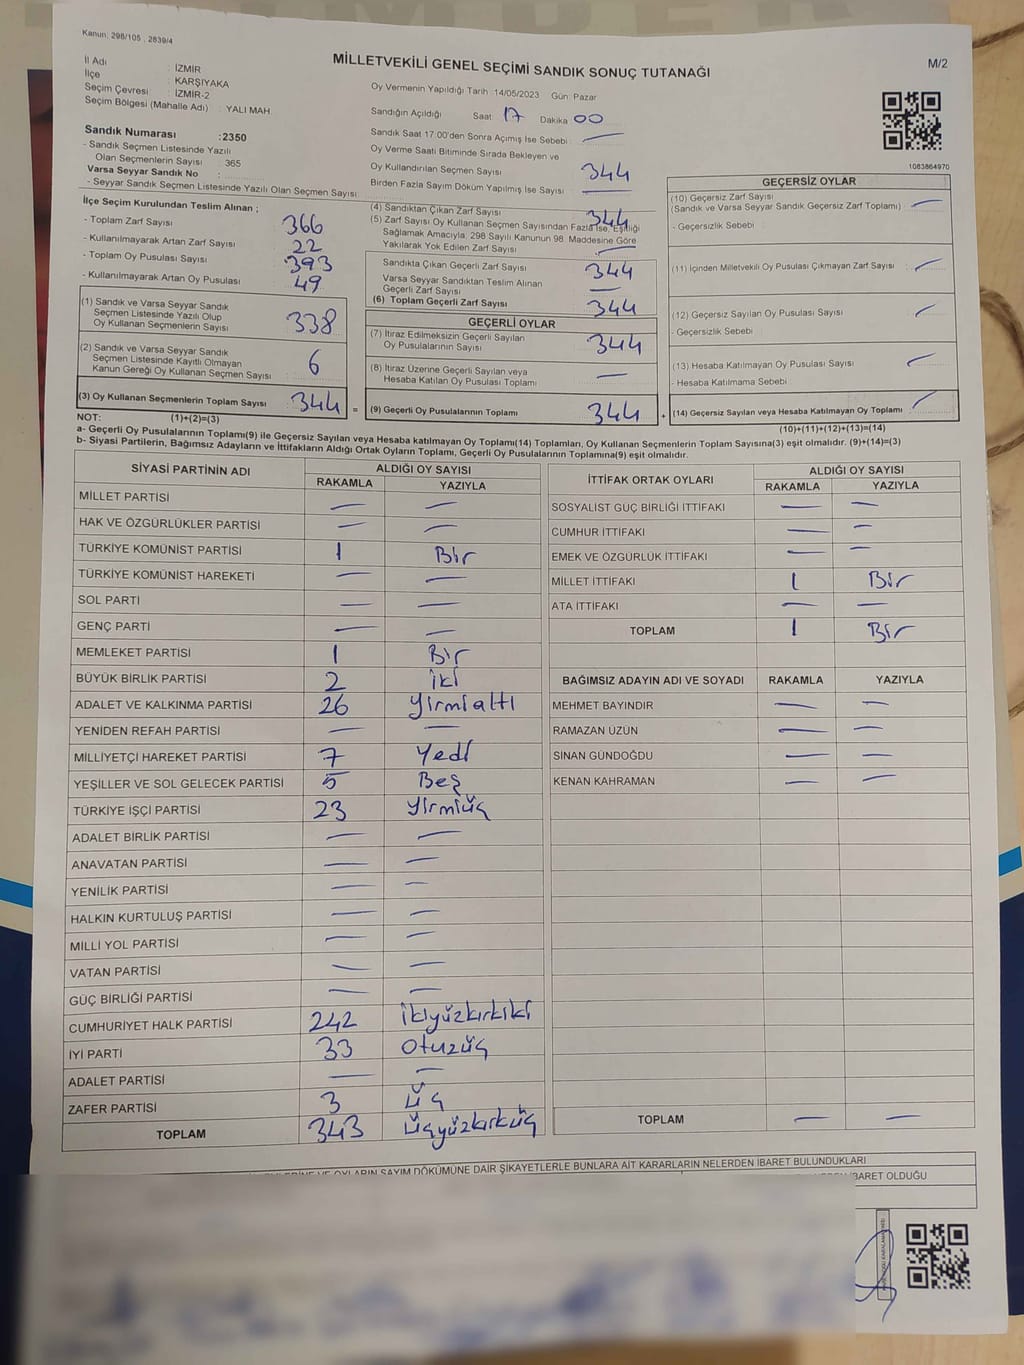 Kanun: 298/105 , 2839/4
MİLLETVEKİLİ GENEL SEÇİMİ SANDIK SONUÇ TUTANAĞI
M/2
İl Adı : İZMİR
İlçe : KARŞIYAKA
Seçim Çevresi : İZMİR-2
Seçim Bölgesi (Mahalle Adı) : YALI MAH
Oy Vermenin Yapıldığı Tarih :14/05/2023 Gün: Pazar
Sandığın Açıldığı Saat: 17 Dakika: 00
Sandık Saat 17:00'den Sonra Açımış İse Sebebi : —
Oy Verme Saati Bitiminde Sırada Bekleyen ve
Oy Kullandırılan Seçmen Sayısı : 344
Birden Fazla Sayım Döküm Yapılmış İse Sayısı : —
1083864970
Sandık Numarası :2350
- Sandık Seçmen Listesinde Yazılı
Olan Seçmenlerin Sayısı : 365
Varsa Seyyar Sandık No :
- Seyyar Sandık Seçmen Listesinde Yazılı Olan Seçmen Sayısı:
İlçe Seçim Kurulundan Teslim Alınan ;
- Toplam Zarf Sayısı : 366
- Kullanılmayarak Artan Zarf Sayısı : 22
- Toplam Oy Pusulası Sayısı : 393
- Kullanılmayarak Artan Oy Pusulası : 49
(1) Sandık ve Varsa Seyyar Sandık
Seçmen Listesinde Yazılı Olup
Oy Kullanan Seçmenlerin Sayısı : 338
(2) Sandık ve Varsa Seyyar Sandık
Seçmen Listesinde Kayıtlı Olmayan
Kanun Gereği Oy Kullanan Seçmen Sayısı : 6
(3) Oy Kullanan Seçmenlerin Toplam Sayısı : 344 =
(1)+(2)=(3)
(4) Sandıktan Çıkan Zarf Sayısı : 344
(5) Zarf Sayısı Oy Kullanan Seçmen Sayısından Fazla İse, Eşitliği
Sağlamak Amacıyla, 298 Sayılı Kanunun 98. Maddesine Göre
Yakılarak Yok Edilen Zarf Sayısı : —
Sandıkta Çıkan Geçerli Zarf Sayısı : 344
Varsa Seyyar Sandıktan Teslim Alınan
Geçerli Zarf Sayısı : —
(6) Toplam Geçerli Zarf Sayısı : 344
GEÇERLİ OYLAR
(7) İtiraz Edilmeksizin Geçerli Sayılan
Oy Pusulalarının Sayısı : 344
(8) İtiraz Üzerine Geçerli Sayılan veya
Hesaba Katılan Oy Pusulası Toplamı : —
(9) Geçerli Oy Pusulalarının Toplamı : 344 +
GEÇERSİZ OYLAR
(10) Geçersiz Zarf Sayısı
(Sandık ve Varsa Seyyar Sandık Geçersiz Zarf Toplamı) : —
- Geçersizlik Sebebi :
(11) İçinden Milletvekili Oy Pusulası Çıkmayan Zarf Sayısı : —
(12) Geçersiz Sayılan Oy Pusulası Sayısı : —
- Geçersizlik Sebebi :
(13) Hesaba Katılmayan Oy Pusulası Sayısı : —
- Hesaba Katılmama Sebebi :
(14) Geçersiz Sayılan veya Hesaba Katılmayan Oy Toplamı : —
(10)+(11)+(12)+(13)=(14)
NOT:
a- Geçerli Oy Pusulalarının Toplamı(9) ile Geçersiz Sayılan veya Hesaba katılmayan Oy Toplamı(14) Toplamları, Oy Kullanan Seçmenlerin Toplam Sayısına(3) eşit olmalıdır. (9)+(14)=(3)
b- Siyasi Partilerin, Bağımsız Adayların ve İttifakların Aldığı Ortak Oyların Toplamı, Geçerli Oy Pusulalarının Toplamına(9) eşit olmalıdır.
SİYASİ PARTİNİN ADI ALDIĞI OY SAYISI
RAKAMLA YAZIYLA
MİLLET PARTİSİ — —
HAK VE ÖZGÜRLÜKLER PARTİSİ — —
TÜRKİYE KOMÜNİST PARTİSİ 1 Bir
TÜRKİYE KOMÜNİST HAREKETİ — —
SOL PARTİ — —
GENÇ PARTİ — —
MEMLEKET PARTİSİ 1 Bir
BÜYÜK BİRLİK PARTİSİ 2 iki
ADALET VE KALKINMA PARTİSİ 26 Yirmialtı
YENİDEN REFAH PARTİSİ — —
MİLLİYETÇİ HAREKET PARTİSİ 7 Yedi
YEŞİLLER VE SOL GELECEK PARTİSİ 5 Beş
TÜRKİYE İŞÇİ PARTİSİ 23 Yirmiüç
ADALET BİRLİK PARTİSİ — —
ANAVATAN PARTİSİ — —
YENİLİK PARTİSİ — —
HALKIN KURTULUŞ PARTİSİ — —
MİLLİ YOL PARTİSİ — —
VATAN PARTİSİ — —
GÜÇ BİRLİĞİ PARTİSİ — —
CUMHURİYET HALK PARTİSİ 242 ikiyüzkırkiki
İYİ PARTİ 33 Otuzüç
ADALET PARTİSİ — —
ZAFER PARTİSİ 3 üç
TOPLAM 343 üçyüzkırküç
İTTİFAK ORTAK OYLARI ALDIĞI OY SAYISI
RAKAMLA YAZIYLA
SOSYALİST GÜÇ BİRLİĞİ İTTİFAKI — —
CUMHUR İTTİFAKI — —
EMEK VE ÖZGÜRLÜK İTTİFAKI — —
MİLLET İTTİFAKI 1 Bir
ATA İTTİFAKI — —
TOPLAM 1 Bir
BAĞIMSIZ ADAYIN ADI VE SOYADI RAKAMLA YAZIYLA
MEHMET BAYINDIR — —
RAMAZAN UZUN — —
SİNAN GÜNDOĞDU — —
KENAN KAHRAMAN — —
TOPLAM — —
OYLARIN SAYIM DÖKÜMÜNE DAİR ŞİKAYETLERLE BUNLARA AİT KARARLARIN NELERDEN İBARET BULUNDUKLARI
İBARET OLDUĞU